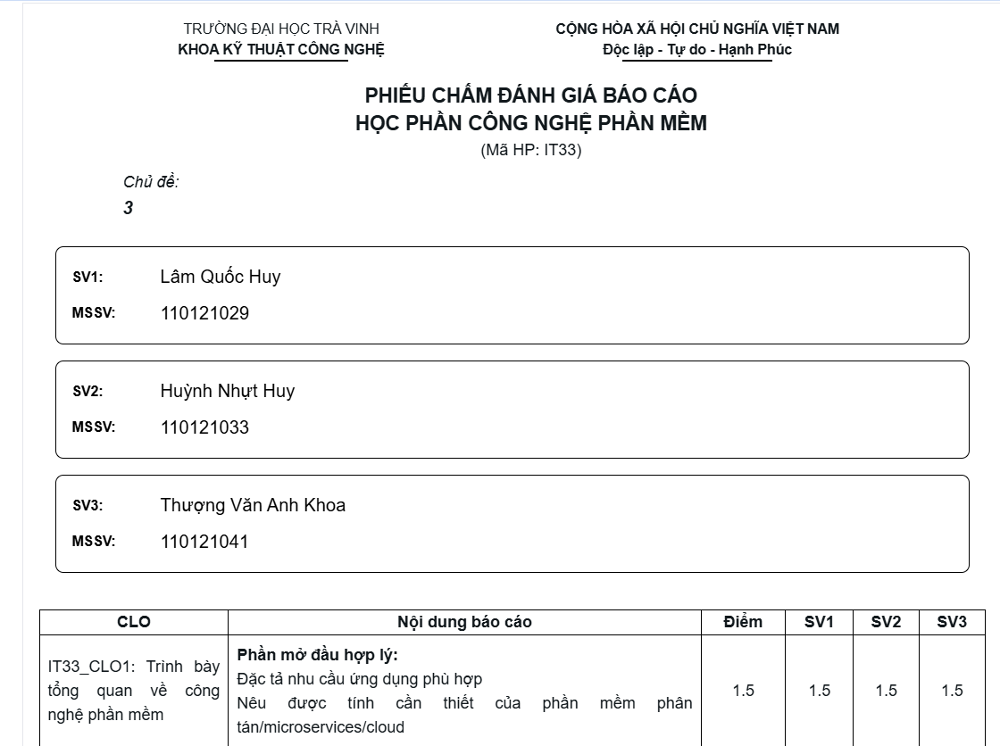 TRƯỜNG ĐẠI HỌC TRÀ VINH
KHOA KỸ THUẬT CÔNG NGHỆ
CỘNG HÒA XÃ HỘI CHỦ NGHĨA VIỆT NAM
Độc lập - Tự do - Hạnh Phúc
PHIẾU CHẤM ĐÁNH GIÁ BÁO CÁO
HỌC PHẦN CÔNG NGHỆ PHẦN MỀM
(Mã HP: IT33)
Chủ đề:
3
SV1: Lâm Quốc Huy
MSSV: 110121029
SV2: Huỳnh Nhựt Huy
MSSV: 110121033
SV3: Thượng Văn Anh Khoa
MSSV: 110121041
CLO Nội dung báo cáo Điểm SV1 SV2 SV3
IT33_CLO1: Trình bày
tổng quan về công
nghệ phần mềm
Phần mở đầu hợp lý:
Đặc tả nhu cầu ứng dụng phù hợp
Nêu được tính cần thiết của phần mềm phân
tán/microservices/cloud
1.5 1.5 1.5 1.5